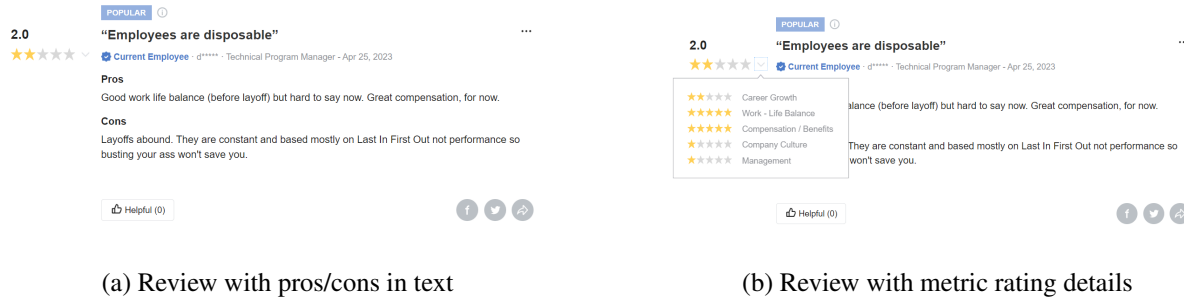 POPULAR
2.0
“Employees are disposable”
Current Employee · d***** · Technical Program Manager - Apr 25, 2023
Pros
Good work life balance (before layoff) but hard to say now. Great compensation, for now.
Cons
Layoffs abound. They are constant and based mostly on Last In First Out not performance so
busting your ass won't save you.
Helpful (0)
(a) Review with pros/cons in text
POPULAR
2.0
“Employees are disposable”
Current Employee · d***** · Technical Program Manager - Apr 25, 2023
Career Growth
Work - Life Balance
Compensation / Benefits
Company Culture
Management
alance (before layoff) but hard to say now. Great compensation, for now.
They are constant and based mostly on Last In First Out not performance so
won't save you.
Helpful (0)
(b) Review with metric rating details